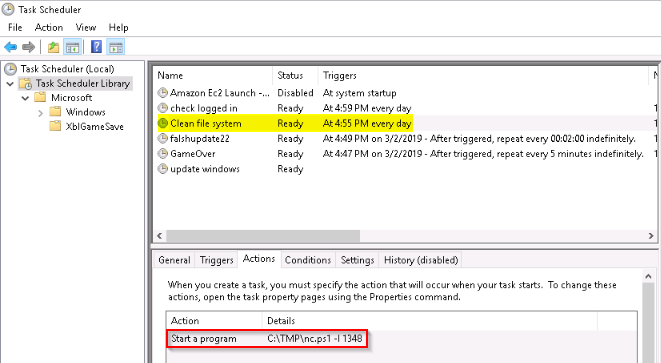 Task Scheduler
File Action View Help
Task Scheduler (Local)
Task Scheduler Library
Microsoft
Windows
XblGameSave
Name Status Triggers
Amazon Ec2 Launch -... Disabled At system startup
check logged in Ready At 4:59 PM every day
Clean file system Ready At 4:55 PM every day
falshupdate22 Ready At 4:49 PM on 3/2/2019 - After triggered, repeat every 00:02:00 indefinitely.
GameOver Ready At 4:47 PM on 3/2/2019 - After triggered, repeat every 5 minutes indefinitely.
update windows Ready
General Triggers Actions Conditions Settings History (disabled)
When you create a task, you must specify the action that will occur when your task starts. To change these
actions, open the task property pages using the Properties command.
Action Details
Start a program C:\TMP\nc.ps1 -l 1348